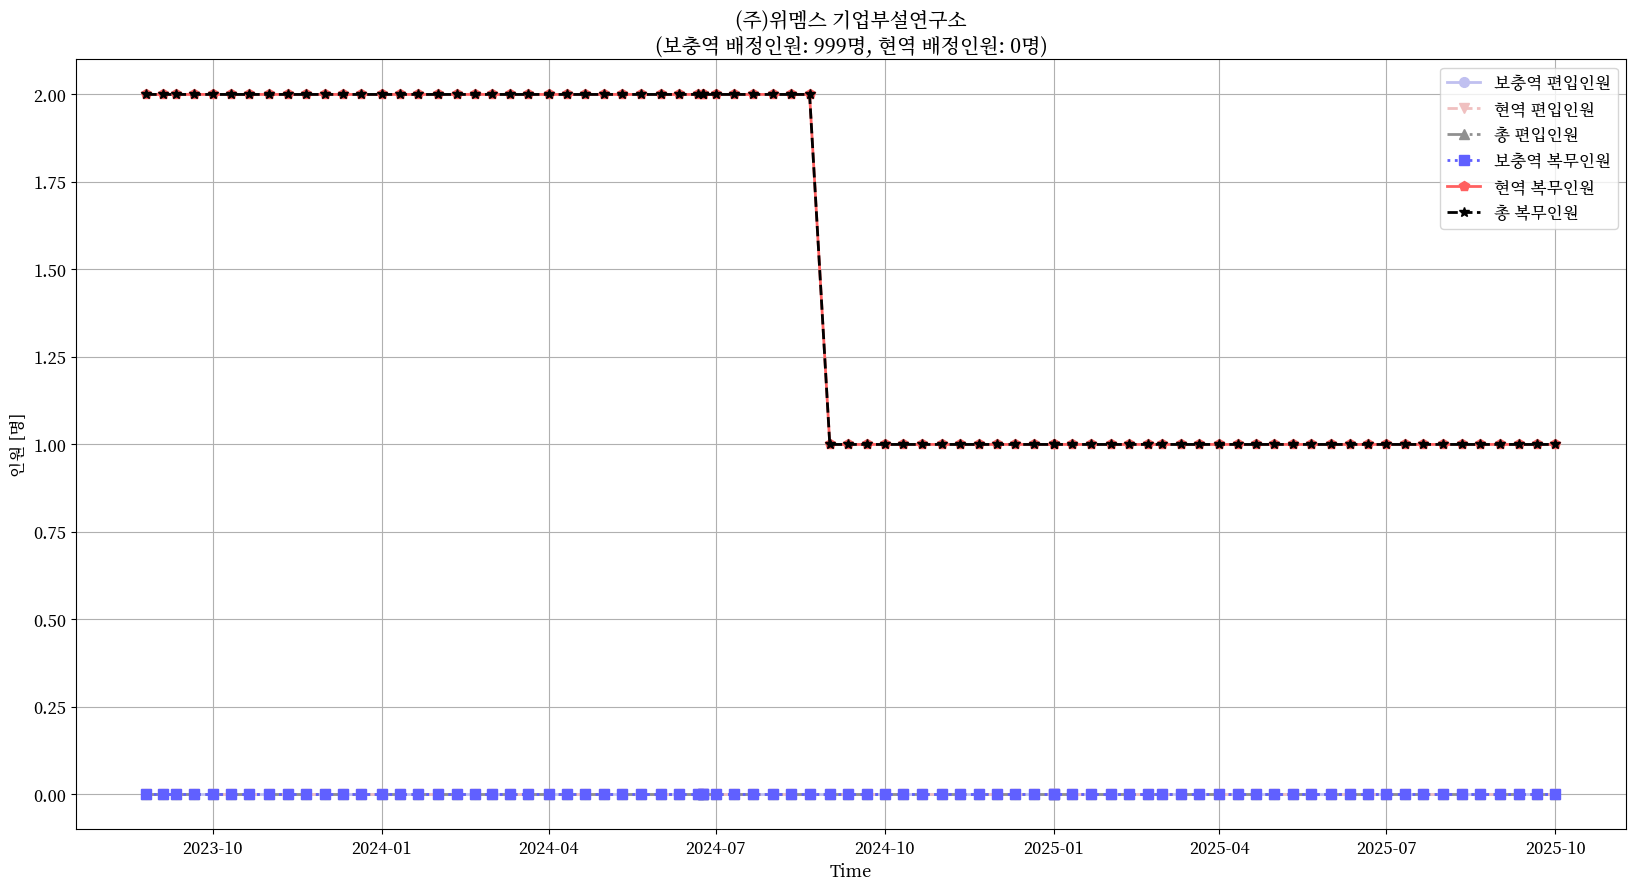 (주)위멤스 기업부설연구소
(보충역 배정인원: 999명, 현역 배정인원: 0명)
보충역 편입인원
현역 편입인원
총 편입인원
보충역 복무인원
현역 복무인원
총 복무인원
인원 [명]
2.00
1.75
1.50
1.25
1.00
0.75
0.50
0.25
0.00
2023-10 2024-01 2024-04 2024-07 2024-10 2025-01 2025-04 2025-07 2025-10
Time